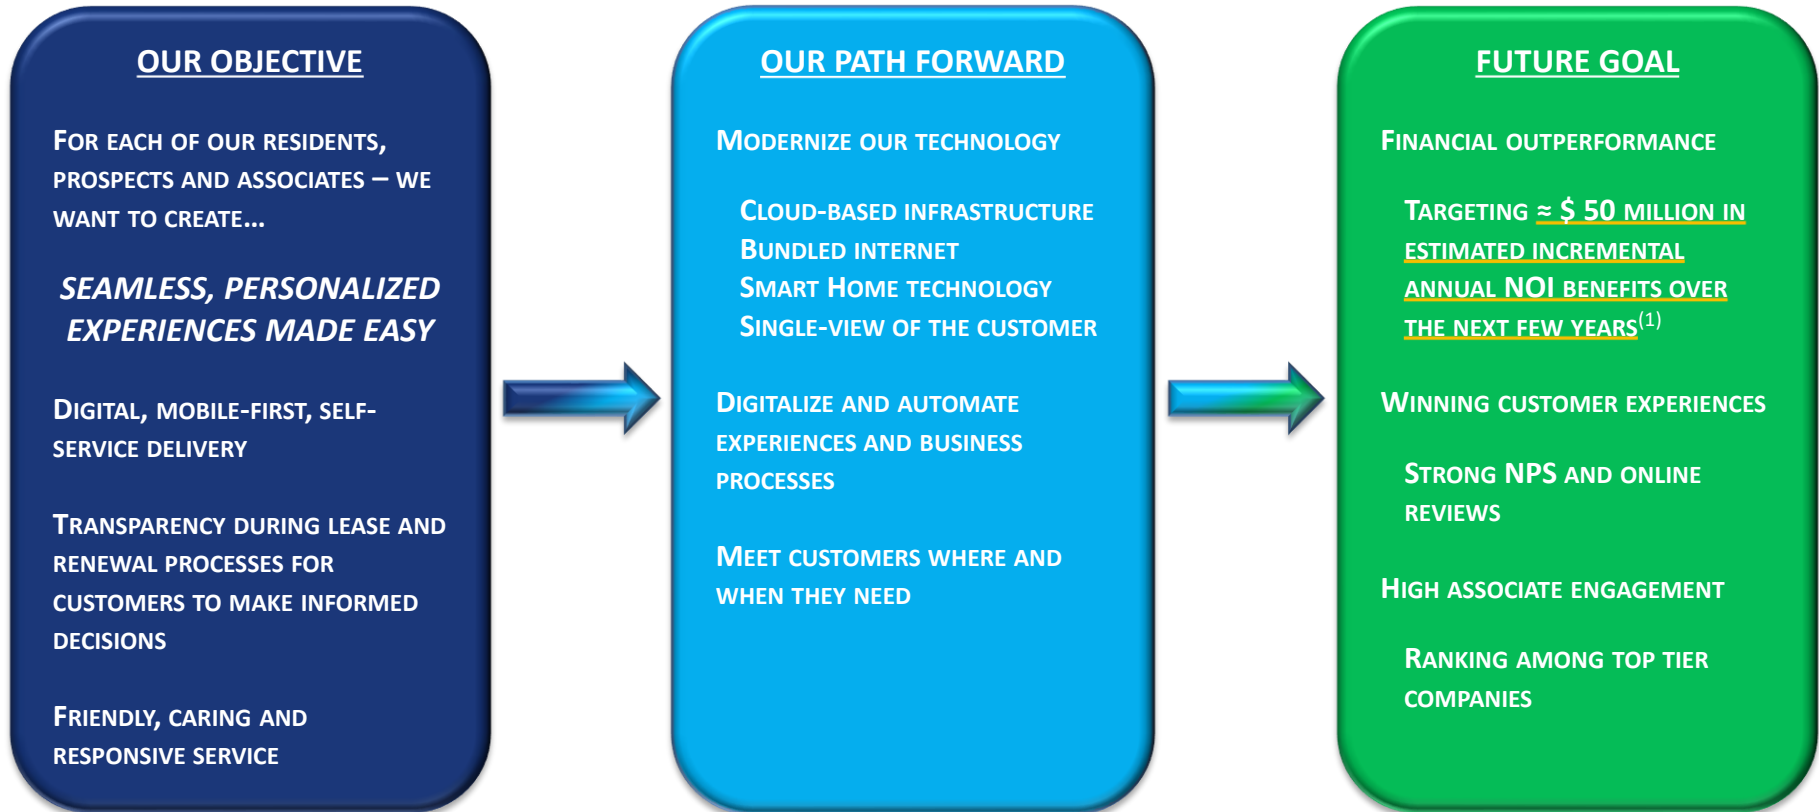 OUR OBJECTIVE
FOR EACH OF OUR RESIDENTS,
PROSPECTS AND ASSOCIATES – WE
WANT TO CREATE…
SEAMLESS, PERSONALIZED
EXPERIENCES MADE EASY
DIGITAL, MOBILE-FIRST, SELF-
SERVICE DELIVERY
TRANSPARENCY DURING LEASE AND
RENEWAL PROCESSES FOR
CUSTOMERS TO MAKE INFORMED
DECISIONS
FRIENDLY, CARING AND
RESPONSIVE SERVICE
OUR PATH FORWARD
MODERNIZE OUR TECHNOLOGY
CLOUD-BASED INFRASTRUCTURE
BUNDLED INTERNET
SMART HOME TECHNOLOGY
SINGLE-VIEW OF THE CUSTOMER
DIGITALIZE AND AUTOMATE
EXPERIENCES AND BUSINESS
PROCESSES
MEET CUSTOMERS WHERE AND
WHEN THEY NEED
FUTURE GOAL
FINANCIAL OUTPERFORMANCE
TARGETING ≈ $ 50 MILLION IN
ESTIMATED INCREMENTAL
ANNUAL NOI BENEFITS OVER
THE NEXT FEW YEARS(1)
WINNING CUSTOMER EXPERIENCES
STRONG NPS AND ONLINE
REVIEWS
HIGH ASSOCIATE ENGAGEMENT
RANKING AMONG TOP TIER
COMPANIES